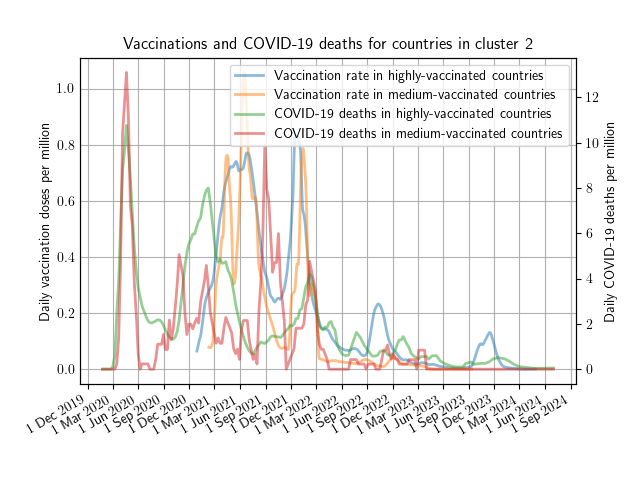 Vaccinations and COVID-19 deaths for countries in cluster 2
Vaccination rate in highly-vaccinated countries
Vaccination rate in medium-vaccinated countries
COVID-19 deaths in highly-vaccinated countries
COVID-19 deaths in medium-vaccinated countries
Daily vaccination doses per million
1.0
0.8
0.6
0.4
0.2
0.0
Daily COVID-19 deaths per million
12
10
8
6
4
2
0
1 Dec 2019
1 Mar 2020
1 Jun 2020
1 Sep 2020
1 Dec 2020
1 Mar 2021
1 Jun 2021
1 Sep 2021
1 Dec 2021
1 Mar 2022
1 Jun 2022
1 Sep 2022
1 Dec 2022
1 Mar 2023
1 Jun 2023
1 Sep 2023
1 Dec 2023
1 Mar 2024
1 Jun 2024
1 Sep 2024